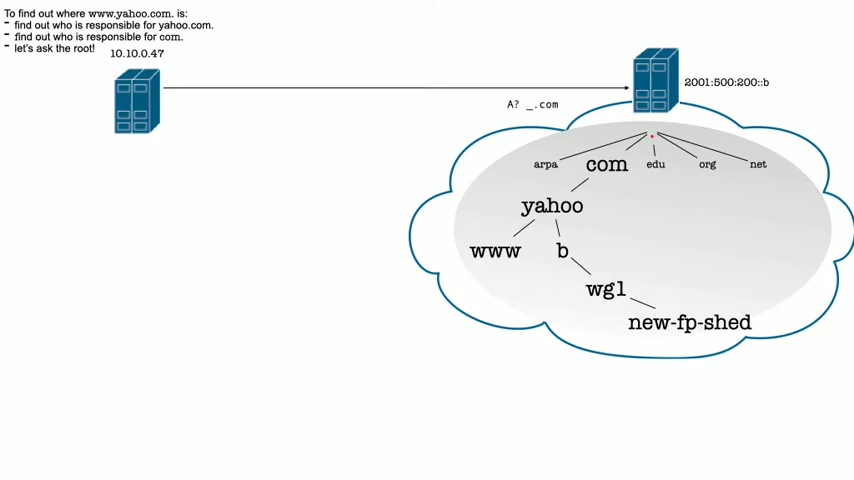 To find out where www.yahoo.com. is:
- find out who is responsible for yahoo.com.
- find out who is responsible for com.
- let's ask the root!
10.10.0.47
2001:500:200::b
A? _.com
.
arpa com edu org net
yahoo
www b
wgl
new-fp-shed